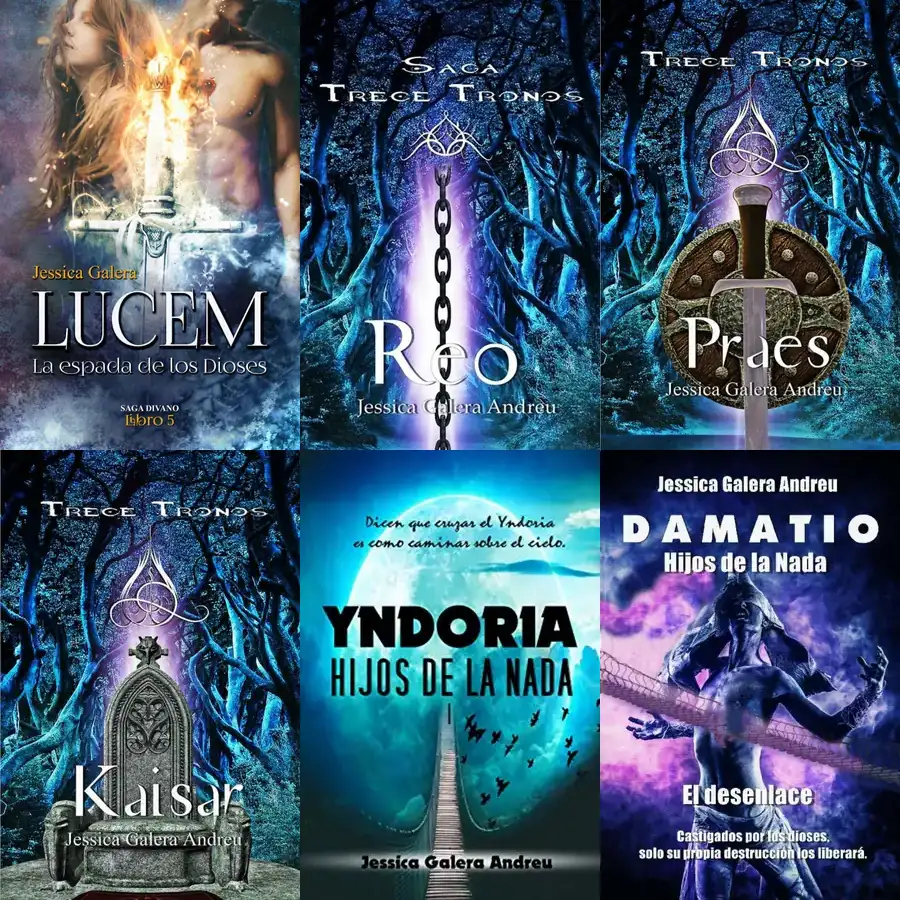 Jessica Galera
LUCEM
La espada de los Dioses
SAGA DIVANO
Libro 5
Saga
Trece Tronos
Reo
Jessica Galera Andreu
Trece Tronos
Praes
Jessica Galera Andreu
Trece Tronos
Kaisar
Jessica Galera Andreu
Dicen que cruzar el Yndoria
es como caminar sobre el cielo.
YNDORIA
HIJOS DE LA NADA
I
Jessica Galera Andreu
Jessica Galera Andreu
DAMATIO
Hijos de la Nada
El desenlace
Castigados por los dioses,
solo su propia destrucción los liberará.